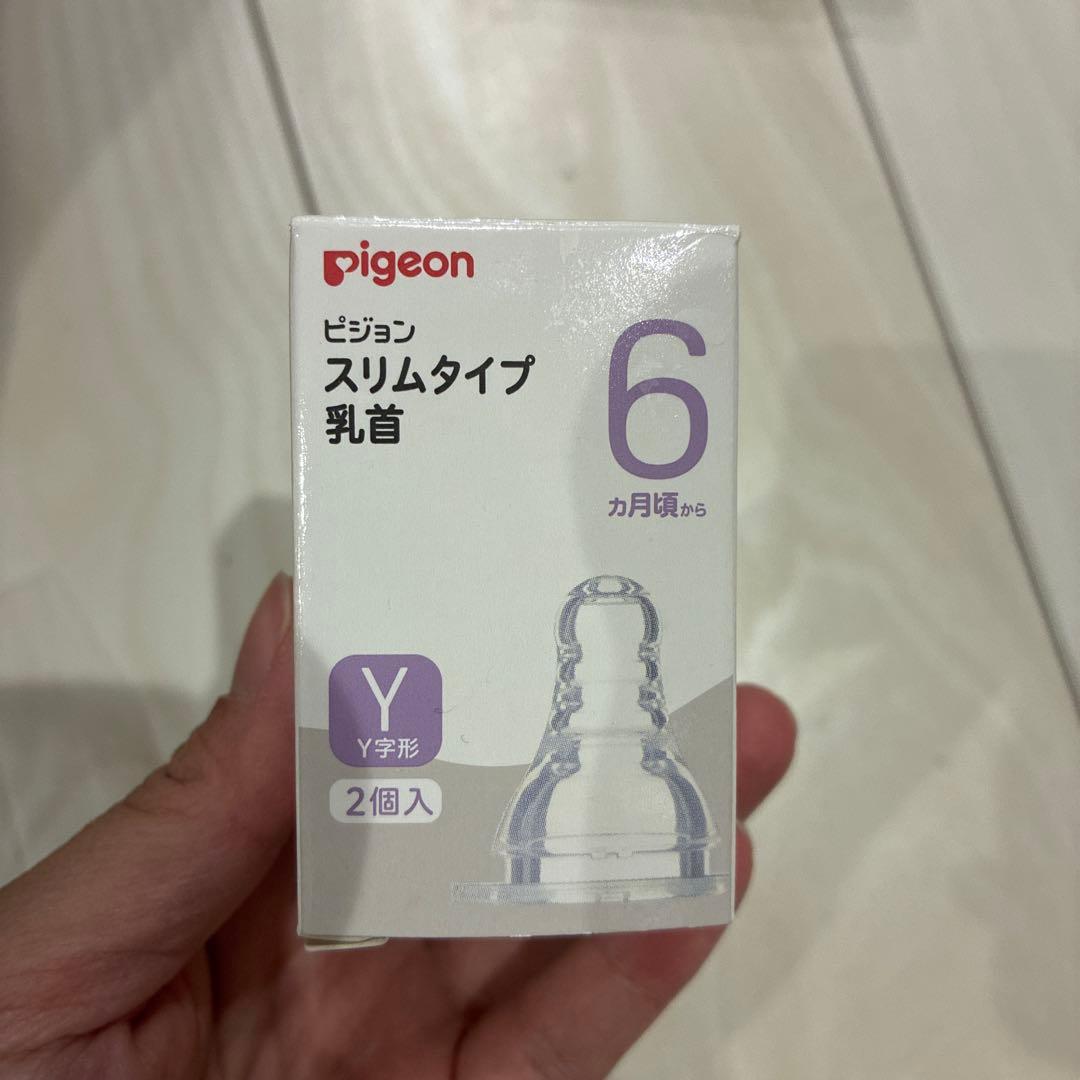 pigeon
ピジョン
スリムタイプ
乳首
6
カ月頃から
Y
Y字形
2個入